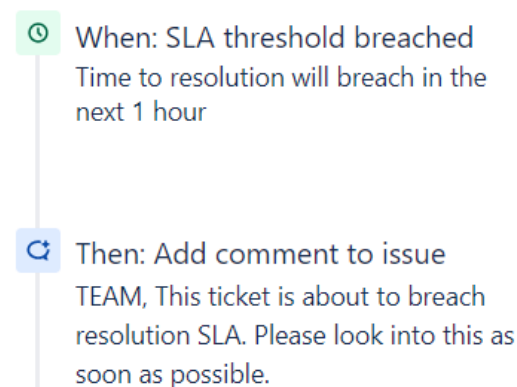 When: SLA threshold breached
Time to resolution will breach in the
next 1 hour
Then: Add comment to issue
TEAM, This ticket is about to breach
resolution SLA. Please look into this as
soon as possible.